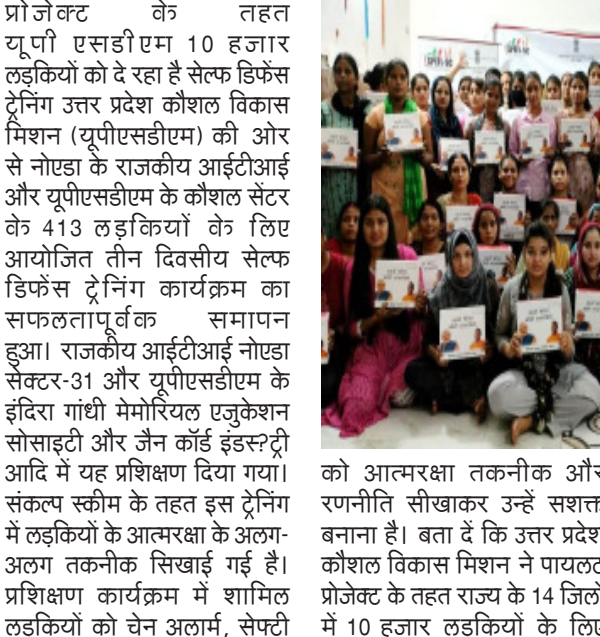 प्रोजेक्ट के तहत
यूपी एसडीएम 10 हजार
लड़कियों को दे रहा है सेल्फ डिफेंस
ट्रेनिंग उत्तर प्रदेश कौशल विकास
मिशन (यूपीएसडीएम) की ओर
से नोएडा के राजकीय आईटीआई
और यूपीएसडीएम के कौशल सेंटर
के 413 लड़कियों के लिए
आयोजित तीन दिवसीय सेल्फ
डिफेंस ट्रेनिंग कार्यक्रम का
सफलतापूर्वक समापन
हुआ। राजकीय आईटीआई नोएडा
सेक्टर-31 और यूपीएसडीएम के
इंदिरा गांधी मेमोरियल एजुकेशन
सोसाइटी और जैन कॉर्ड इंडस?ट्री
आदि में यह प्रशिक्षण दिया गया।
संकल्प स्कीम के तहत इस ट्रेनिंग
में लड़कियों के आत्मरक्षा के अलग-
अलग तकनीक सिखाई गई है।
प्रशिक्षण कार्यक्रम में शामिल
लडकियों को चेन अलार्म, सेफ्टी
को आत्मरक्षा तकनीक और
रणनीति सीखाकर उन्हें सशक्त
बनाना है। बता दें कि उत्तर प्रदेश
कौशल विकास मिशन ने पायलट
प्रोजेक्ट के तहत राज्य के 14 जिलों
में 10 हजार लडकियों के लिए